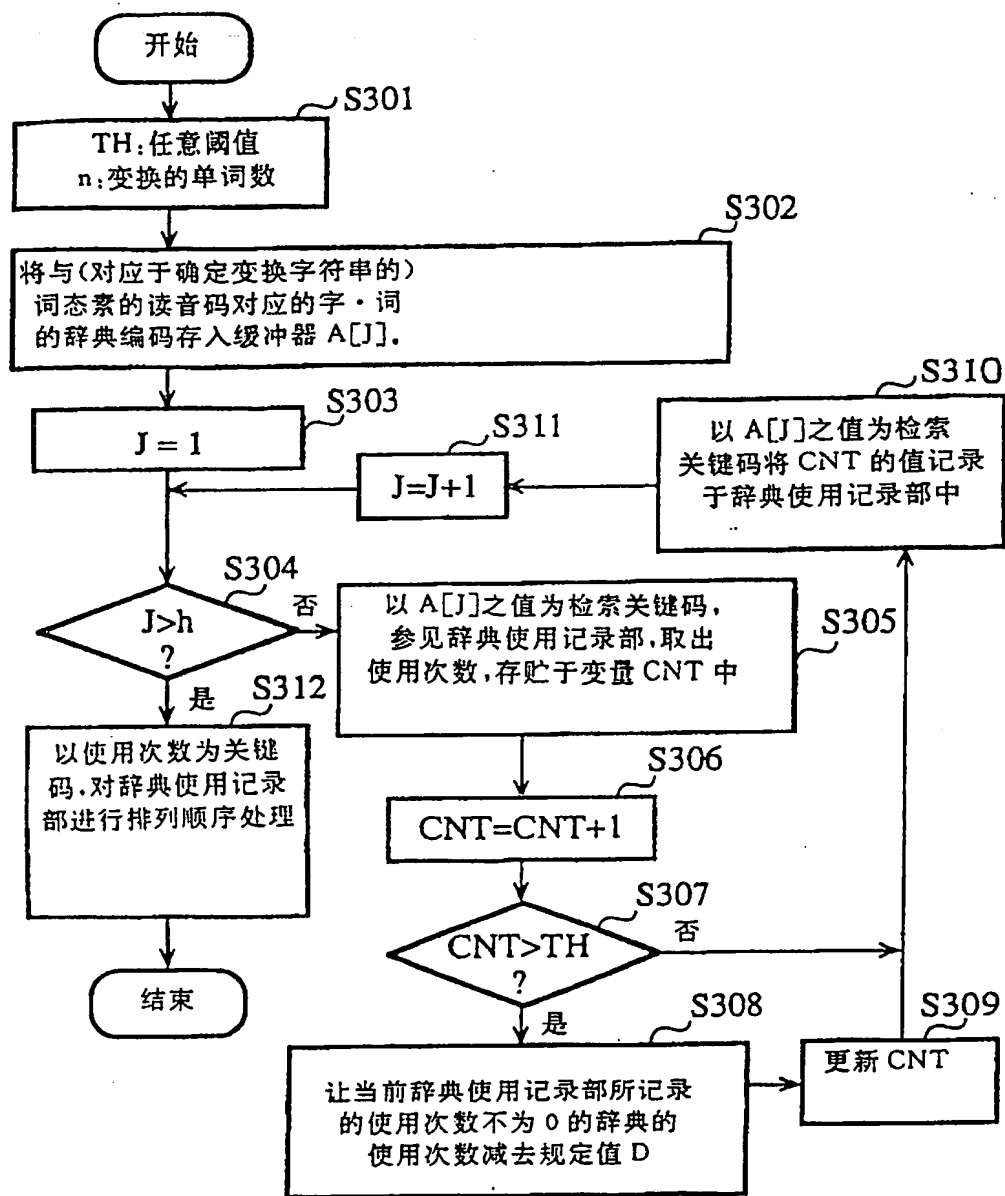 开始
S301
TH:任意阈值
n:变换的单词数
S302
将与(对应于确定变换字符串的)
词态素的读音码对应的字·词
的辞典编码存入缓冲器 A[J].
S303
J = 1
S311
J=J+1
S310
以 A[J]之值为检索
关键码将 CNT 的值记录
于辞典使用记录部中
S304
J>h
?
否
是
S305
以 A[J]之值为检索关键码,
参见辞典使用记录部,取出
使用次数,存贮于变量 CNT 中
S312
以使用次数为关键
码,对辞典使用记录
部进行排列顺序处理
S306
CNT=CNT+1
S307
CNT>TH
?
否
是
结束
S308
让当前辞典使用记录部所记录
的使用次数不为 0 的辞典的
使用次数减去规定值 D
S309
更新 CNT